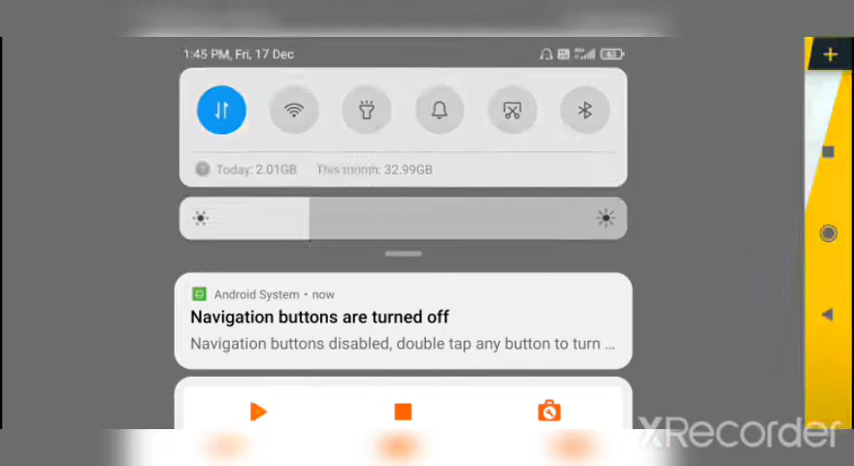 1:45 PM, Fri, 17 Dec
Today: 2.01GB This month: 32.99GB
Android System • now
Navigation buttons are turned off
Navigation buttons disabled, double tap any button to turn ...
XRecorder